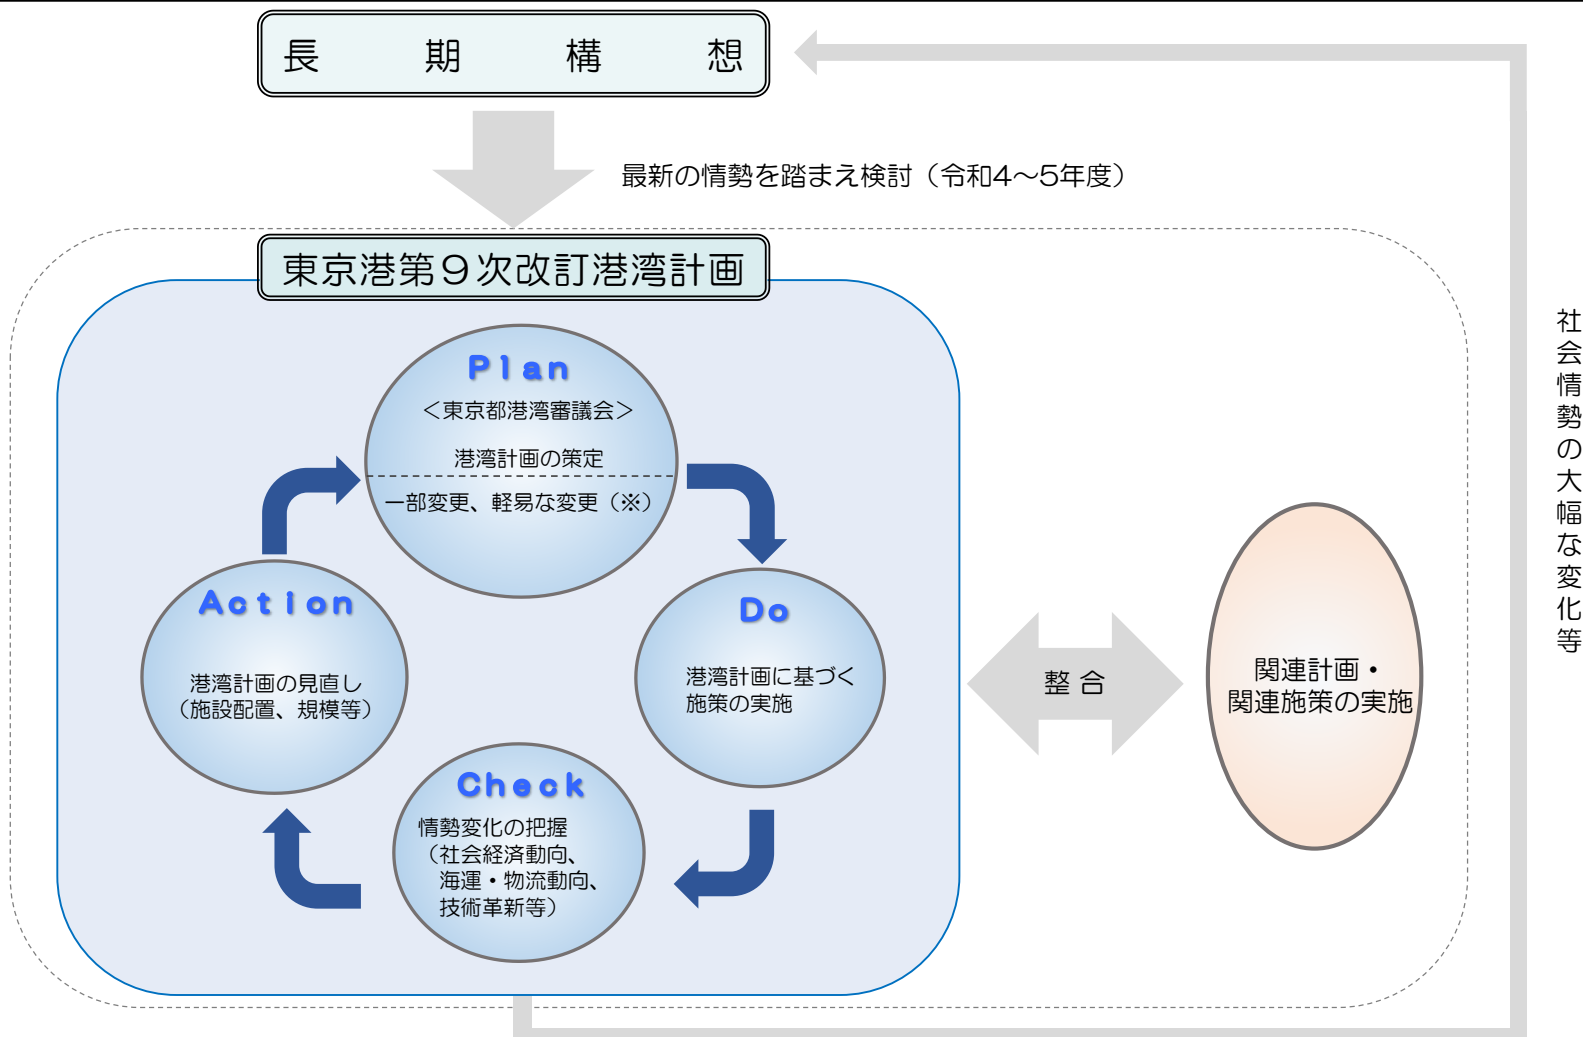 長期構想
最新の情勢を踏まえ検討（令和4～5年度）
東京港第９次改訂港湾計画
Plan
＜東京都港湾審議会＞
港湾計画の策定
一部変更、軽易な変更（※）
Action
港湾計画の見直し
（施設配置、規模等）
Do
港湾計画に基づく
施策の実施
Check
情勢変化の把握
（社会経済動向、
海運・物流動向、
技術革新等）
整合
関連計画・
関連施策の実施
社会情勢の大幅な変化等